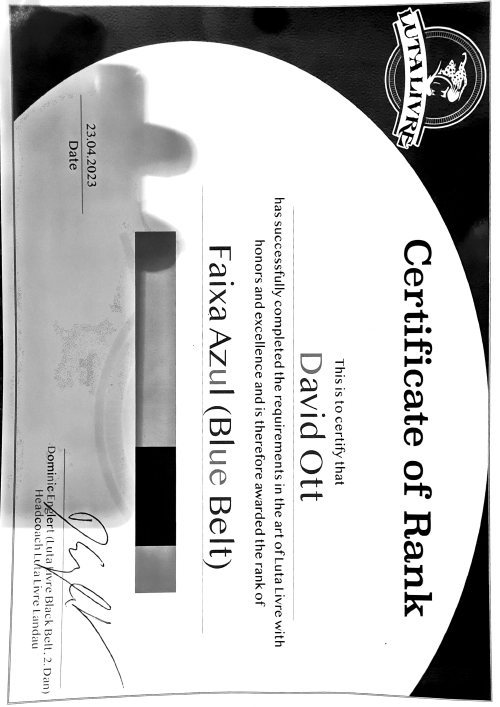 LUTA LIVRE
Certificate of Rank
This is to certify that
David Ott
has successfully completed the requirements in the art of Luta Livre with
honors and excellence and is therefore awarded the rank of
Faixa Azul (Blue Belt)
23.04.2023
Date
Dominic Englert (Luta Livre Black Belt, 2. Dan)
Headcoach Luta Livre Landau